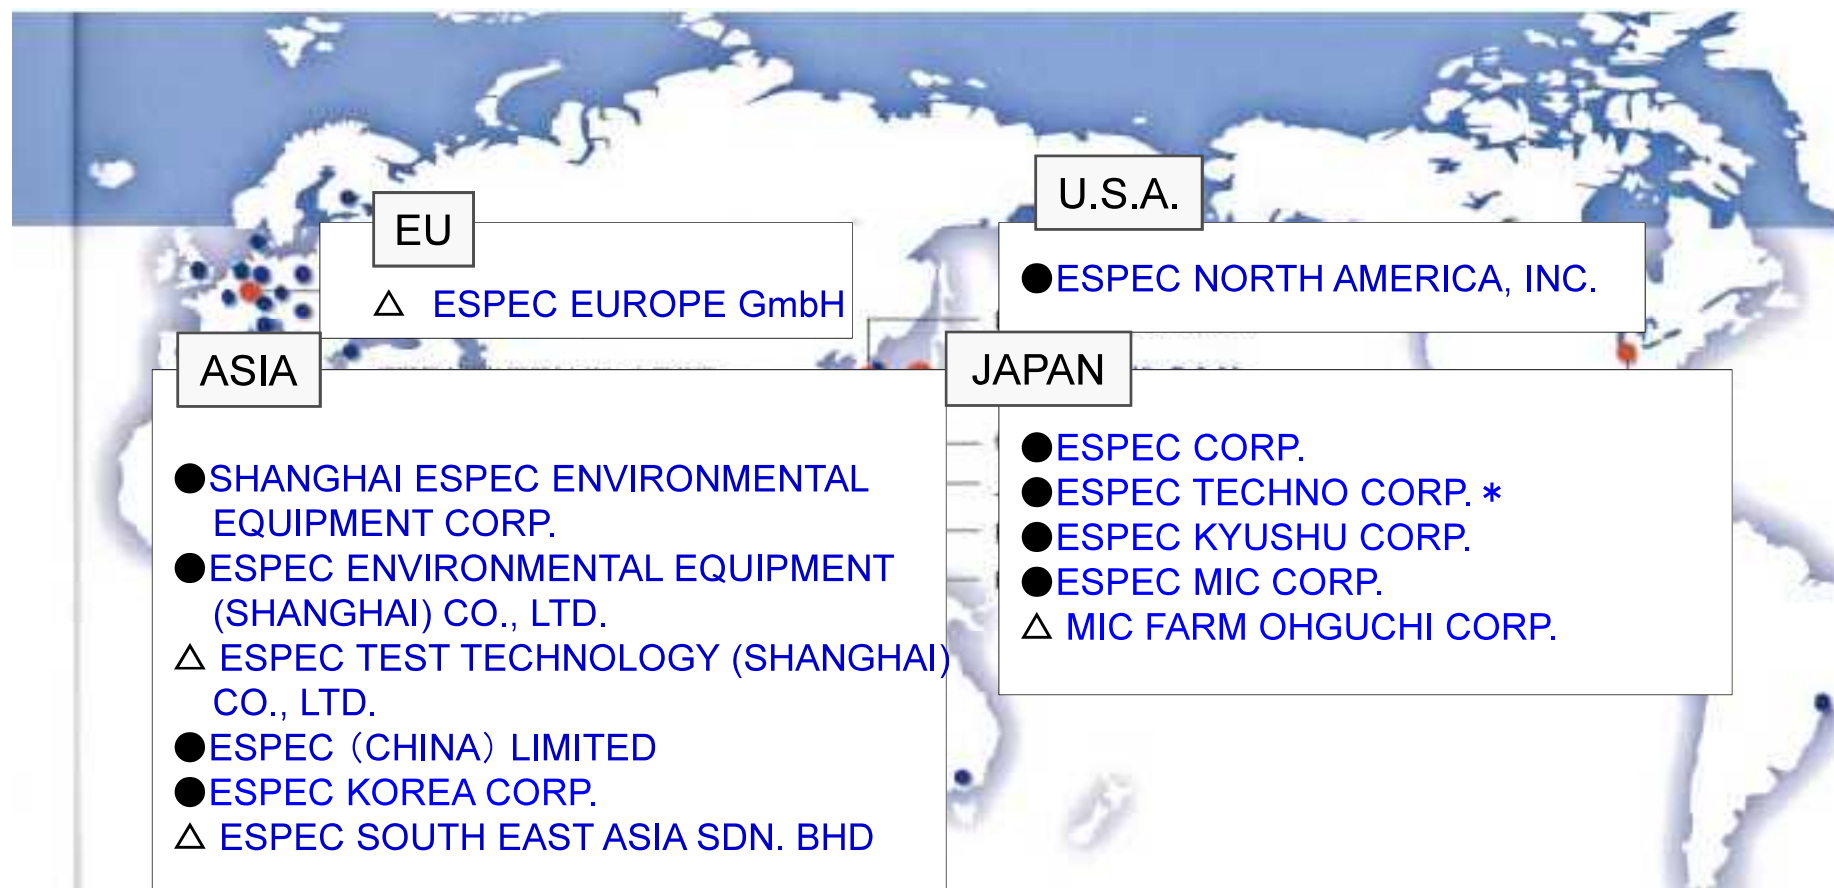 EU
△ ESPEC EUROPE GmbH
U.S.A.
●ESPEC NORTH AMERICA, INC.
ASIA
●SHANGHAI ESPEC ENVIRONMENTAL
EQUIPMENT CORP.
●ESPEC ENVIRONMENTAL EQUIPMENT
(SHANGHAI) CO., LTD.
△ ESPEC TEST TECHNOLOGY (SHANGHAI)
CO., LTD.
●ESPEC（CHINA）LIMITED
●ESPEC KOREA CORP.
△ ESPEC SOUTH EAST ASIA SDN. BHD
JAPAN
●ESPEC CORP.
●ESPEC TECHNO CORP. *
●ESPEC KYUSHU CORP.
●ESPEC MIC CORP.
△ MIC FARM OHGUCHI CORP.